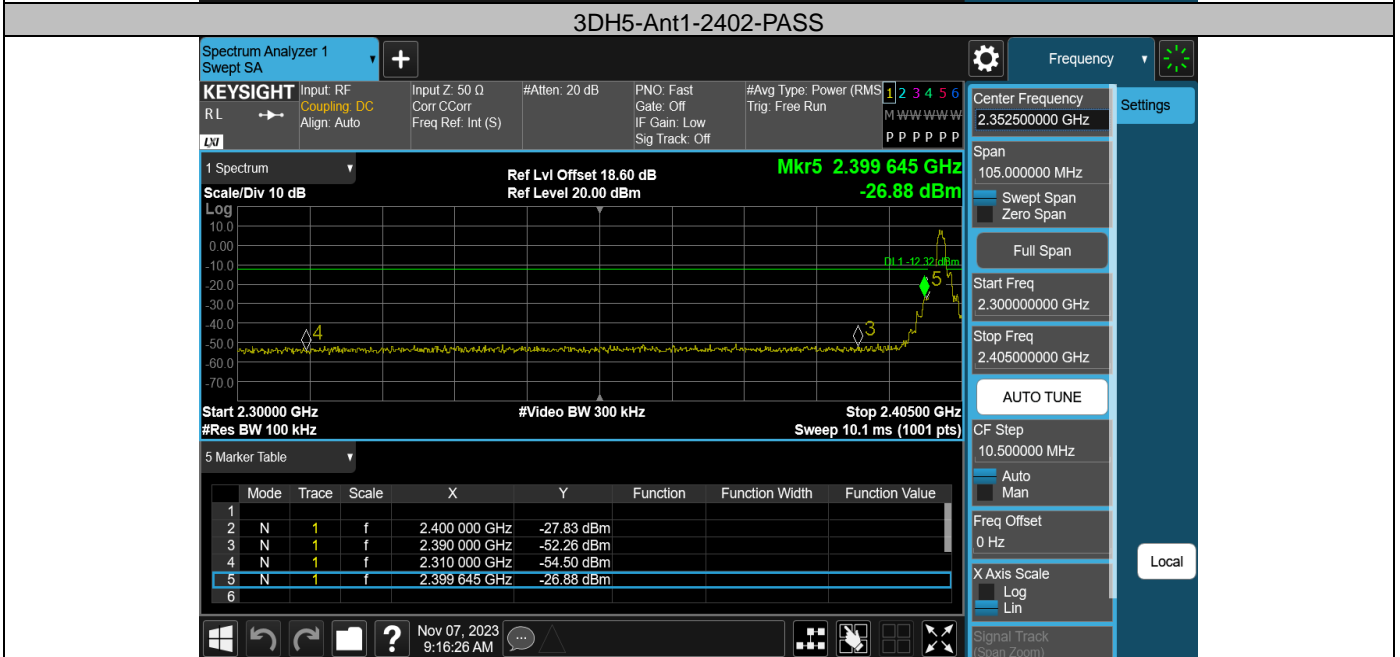 3DH5-Ant1-2402-PASS
Spectrum Analyzer 1
Swept SA
Frequency
KEYSIGHT
RL
LXI
Input: RF
Coupling: DC
Align: Auto
Input Z: 50 Ω
Corr CCorr
Freq Ref: Int (S)
#Atten: 20 dB
PNO: Fast
Gate: Off
IF Gain: Low
Sig Track: Off
#Avg Type: Power (RMS
Trig: Free Run
1 2 3 4 5 6
M W W W W W
P P P P P P
1 Spectrum
Scale/Div 10 dB
Ref Lvl Offset 18.60 dB
Ref Level 20.00 dBm
Mkr5 2.399 645 GHz
-26.88 dBm
Log
10.0
0.00
-10.0
-20.0
-30.0
-40.0
-50.0
-60.0
-70.0
DL1 -12.32 dBm
5
4
3
Start 2.30000 GHz
#Res BW 100 kHz
#Video BW 300 kHz
Stop 2.40500 GHz
Sweep 10.1 ms (1001 pts)
5 Marker Table
Mode Trace Scale X Y Function Function Width Function Value
1
2 N 1 f 2.400 000 GHz -27.83 dBm
3 N 1 f 2.390 000 GHz -52.26 dBm
4 N 1 f 2.310 000 GHz -54.50 dBm
5 N 1 f 2.399 645 GHz -26.88 dBm
6
Nov 07, 2023
9:16:26 AM
Center Frequency
2.352500000 GHz
Settings
Span
105.000000 MHz
Swept Span
Zero Span
Full Span
Start Freq
2.300000000 GHz
Stop Freq
2.405000000 GHz
AUTO TUNE
CF Step
10.500000 MHz
Auto
Man
Freq Offset
0 Hz
Local
X Axis Scale
Log
Lin
Signal Track
(Span Zoom)